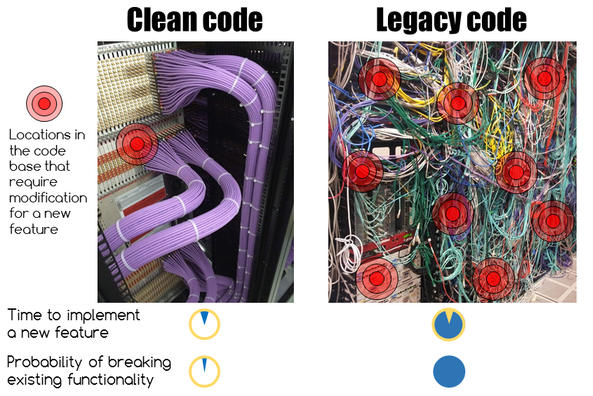 Clean code
Legacy code
Locations in
the code
base that
require
modification
for a new
feature
Time to implement
a new feature
Probability of breaking
existing functionality